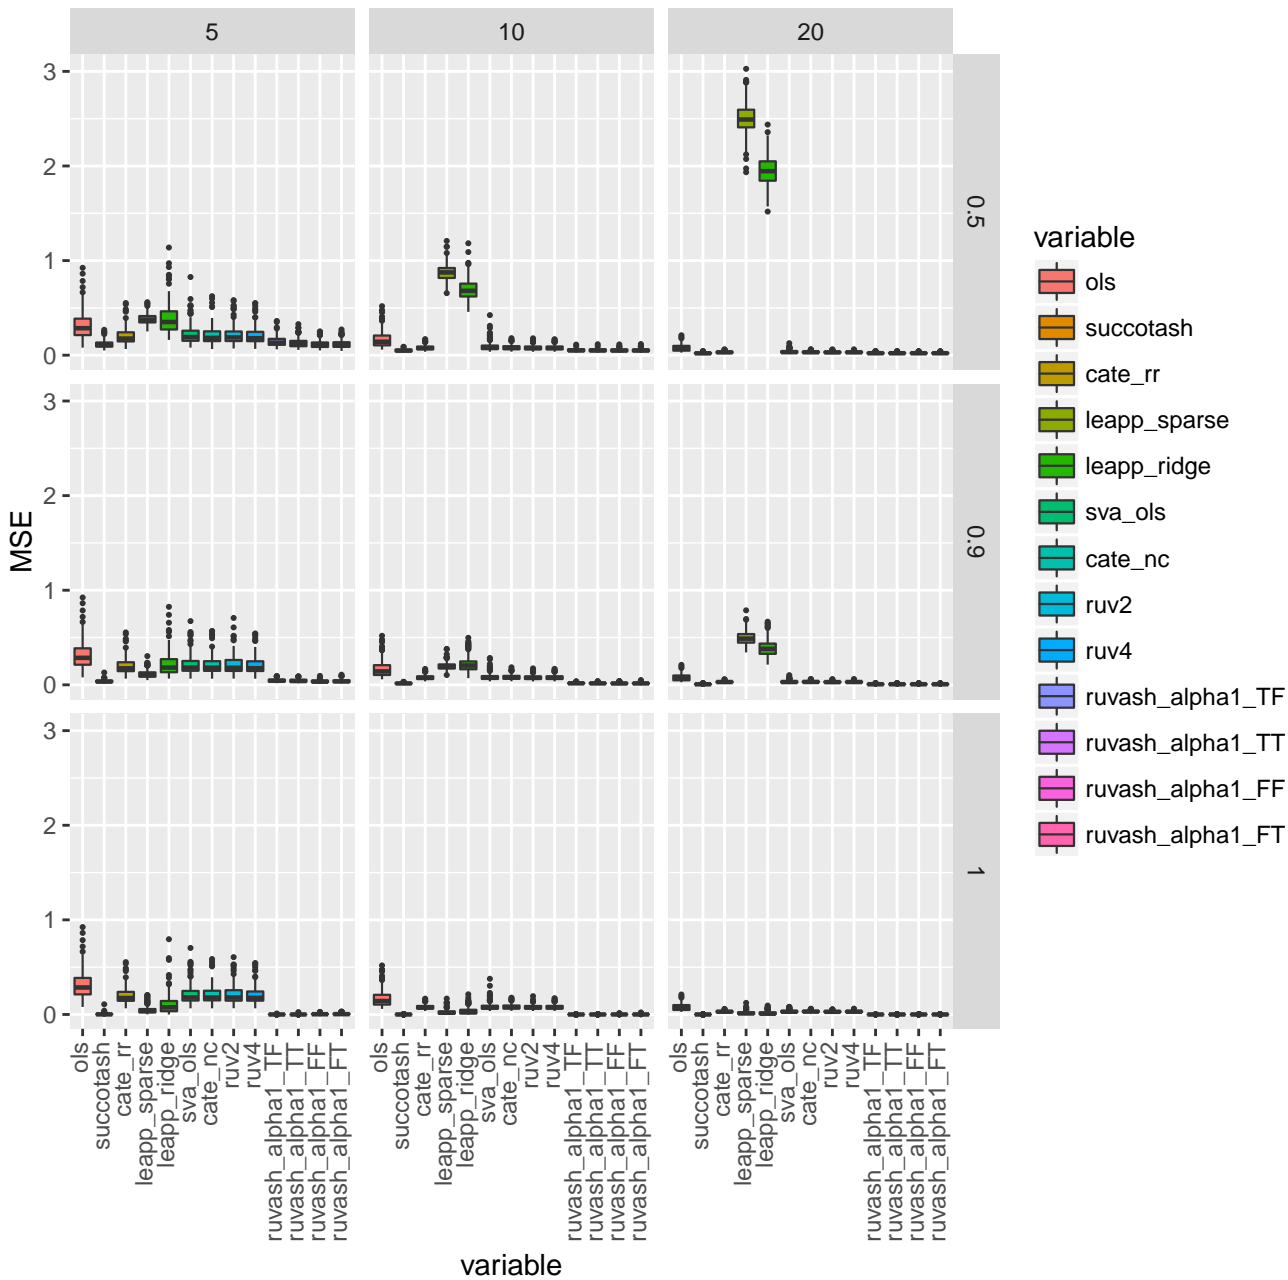 5 10 20
3
2
1
0
0.5
3
2
1
0
0.9
3
2
1
0
1
MSE
ols succotash cate_rr leapp_sparse leapp_ridge sva_ols cate_nc ruv2 ruv4 ruvash_alpha1_TF ruvash_alpha1_TT ruvash_alpha1_FF ruvash_alpha1_FT
ols succotash cate_rr leapp_sparse leapp_ridge sva_ols cate_nc ruv2 ruv4 ruvash_alpha1_TF ruvash_alpha1_TT ruvash_alpha1_FF ruvash_alpha1_FT
ols succotash cate_rr leapp_sparse leapp_ridge sva_ols cate_nc ruv2 ruv4 ruvash_alpha1_TF ruvash_alpha1_TT ruvash_alpha1_FF ruvash_alpha1_FT
variable
variable
ols
succotash
cate_rr
leapp_sparse
leapp_ridge
sva_ols
cate_nc
ruv2
ruv4
ruvash_alpha1_TF
ruvash_alpha1_TT
ruvash_alpha1_FF
ruvash_alpha1_FT